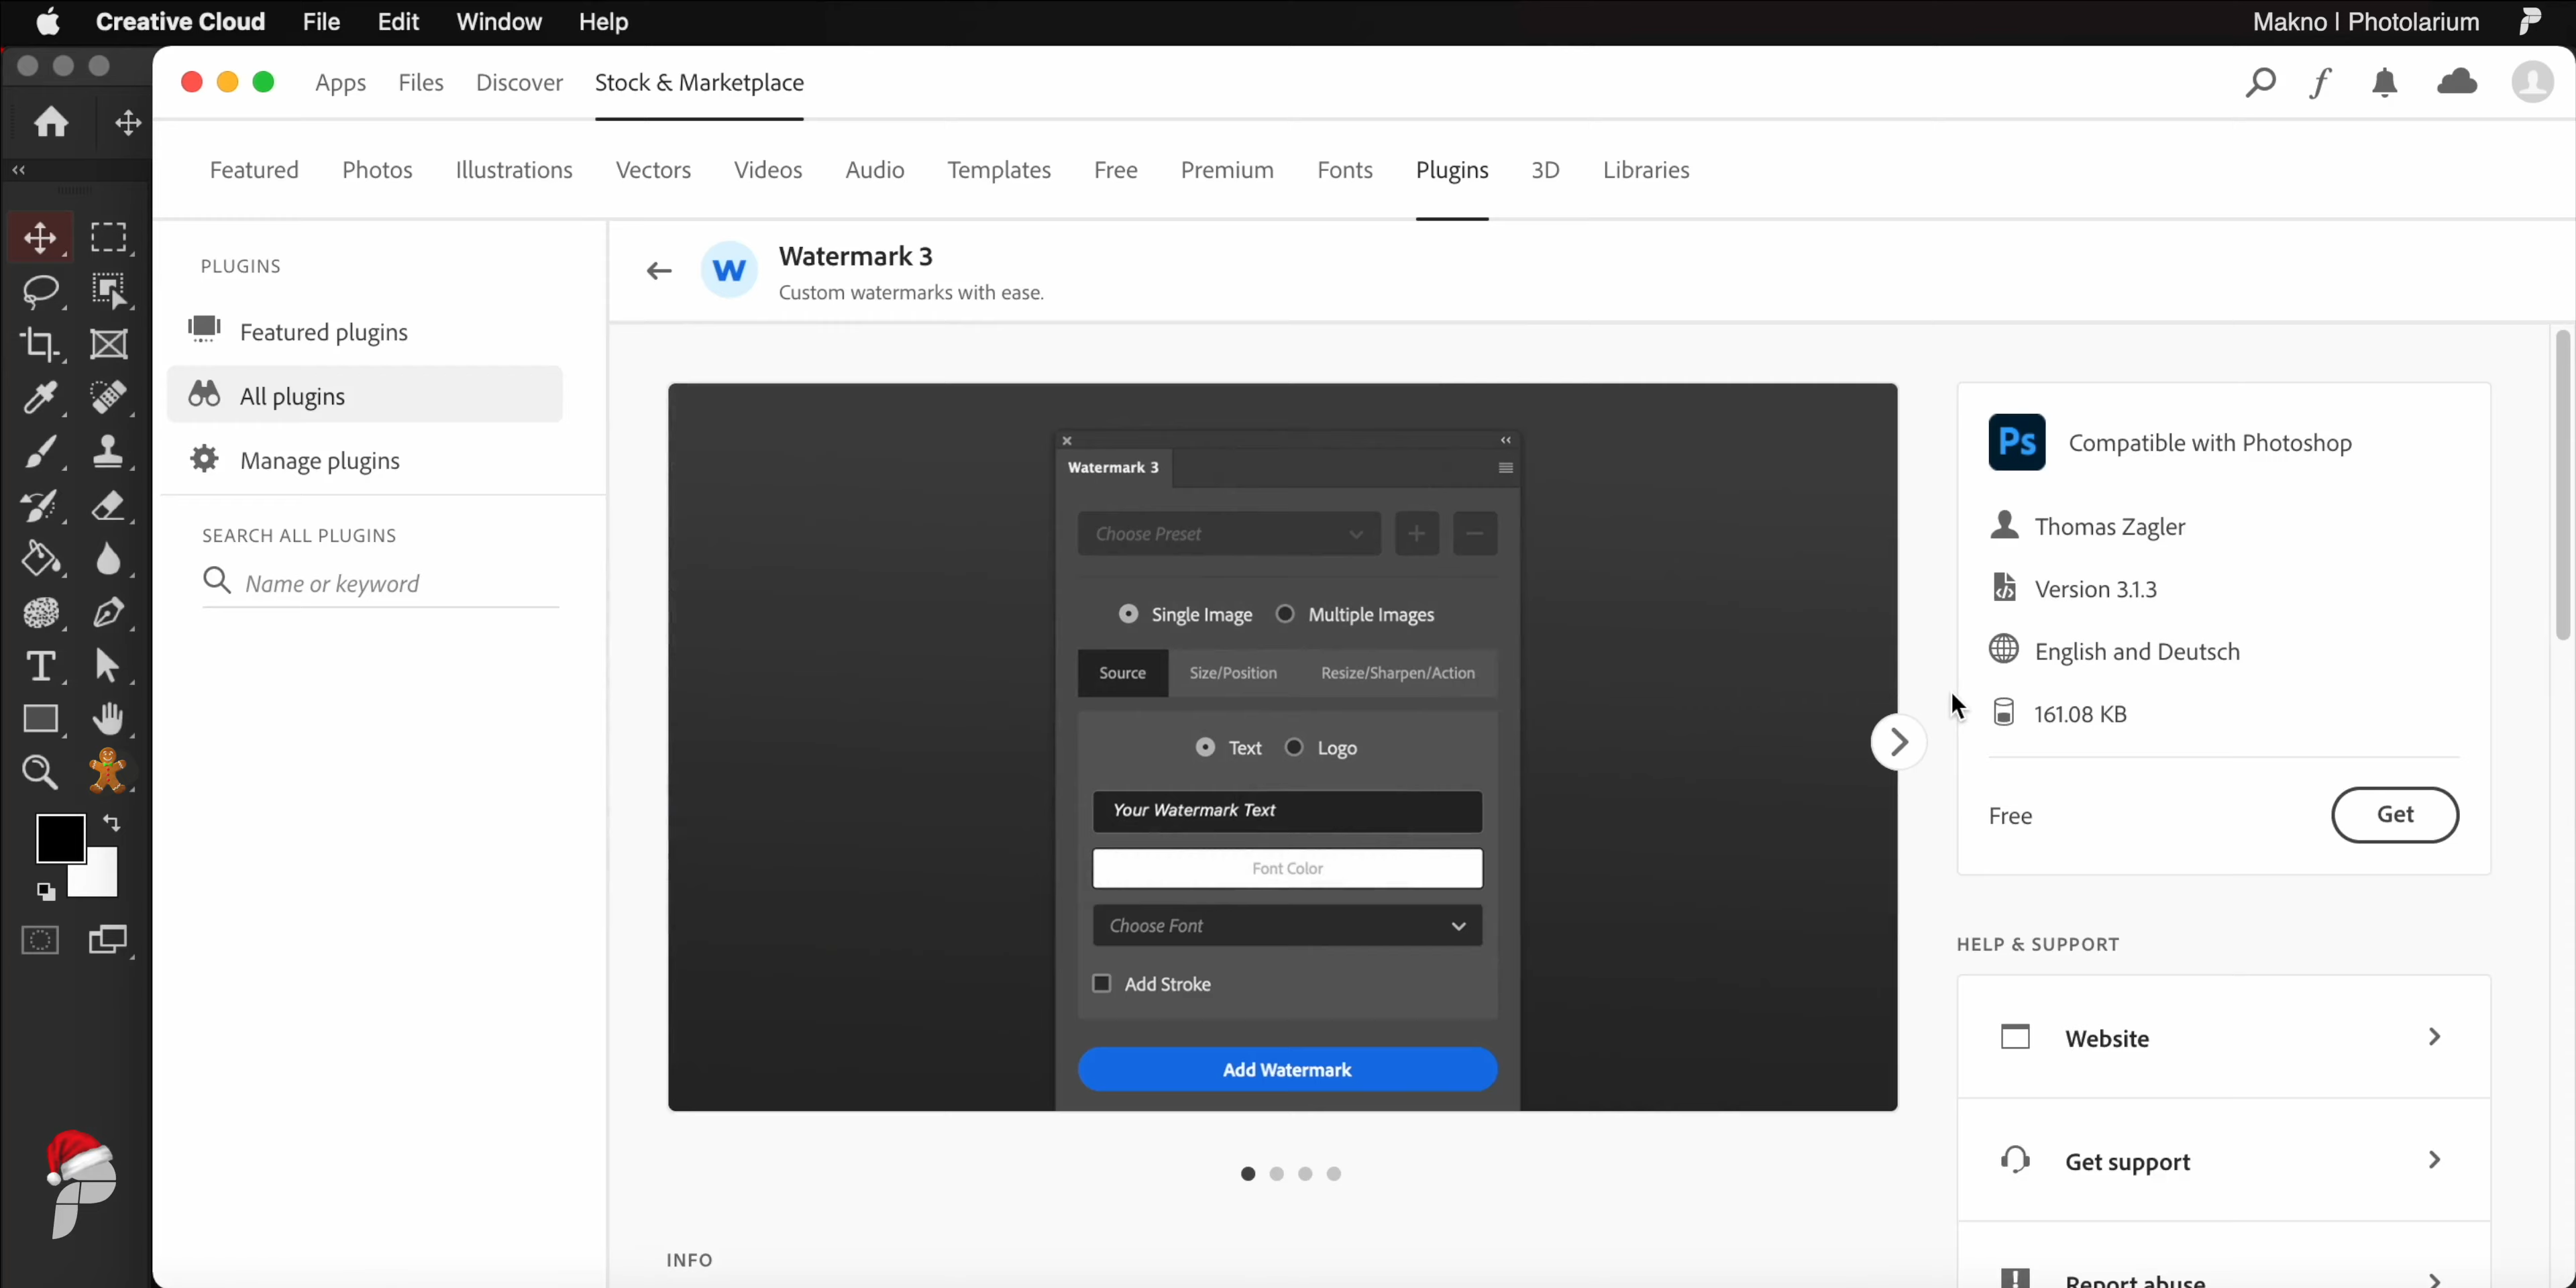 Creative Cloud File Edit Window Help
Makno | Photolarium
Apps Files Discover Stock & Marketplace
Featured Photos Illustrations Vectors Videos Audio Templates Free Premium Fonts Plugins 3D Libraries
PLUGINS
Featured plugins
All plugins
Manage plugins
SEARCH ALL PLUGINS
Name or keyword
W
Watermark 3
Custom watermarks with ease.
Watermark 3
Choose Preset
Single Image Multiple Images
Source Size/Position Resize/Sharpen/Action
Text Logo
Your Watermark Text
Font Color
Choose Font
Add Stroke
Add Watermark
Ps Compatible with Photoshop
Thomas Zagler
Version 3.1.3
English and Deutsch
161.08 KB
Free Get
HELP & SUPPORT
Website
Get support
Report abuse
INFO